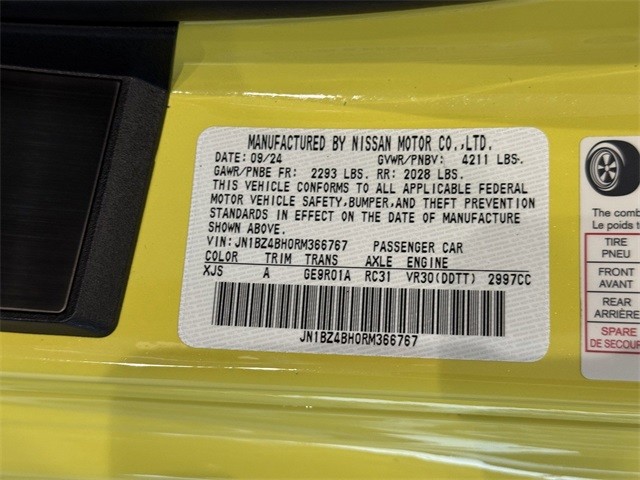 MANUFACTURED BY NISSAN MOTOR CO.,LTD.
DATE: 09/24 GVWR/PNBV: 4211 LBS.
GAWR/PNBE FR: 2293 LBS. RR: 2028 LBS.
THIS VEHICLE CONFORMS TO ALL APPLICABLE FEDERAL
MOTOR VEHICLE SAFETY,BUMPER,AND THEFT PREVENTION
STANDARDS IN EFFECT ON THE DATE OF MANUFACTURE
SHOWN ABOVE.
VIN: JN1BZ4BH0RM366767 PASSENGER CAR
COLOR TRIM TRANS AXLE ENGINE
XJS A GE9R01A RC31 VR30(DDTT) 2997CC
JN1BZ4BH0RM366767
The comb
Le poids t
TIRE
PNEU
FRONT
AVANT
REAR
ARRIÈRE
SPARE
DE SECOUR